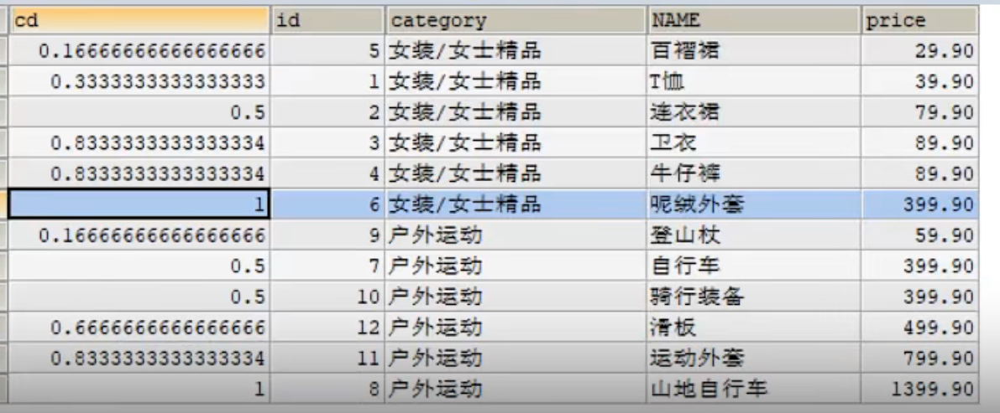 cd id category NAME price
0.16666666666666666 5 女装/女士精品 百褶裙 29.90
0.3333333333333333 1 女装/女士精品 T恤 39.90
0.5 2 女装/女士精品 连衣裙 79.90
0.8333333333333334 3 女装/女士精品 卫衣 89.90
0.8333333333333334 4 女装/女士精品 牛仔裤 89.90
1 6 女装/女士精品 呢绒外套 399.90
0.16666666666666666 9 户外运动 登山杖 59.90
0.5 7 户外运动 自行车 399.90
0.5 10 户外运动 骑行装备 399.90
0.6666666666666666 12 户外运动 滑板 499.90
0.8333333333333334 11 户外运动 运动外套 799.90
1 8 户外运动 山地自行车 1399.90